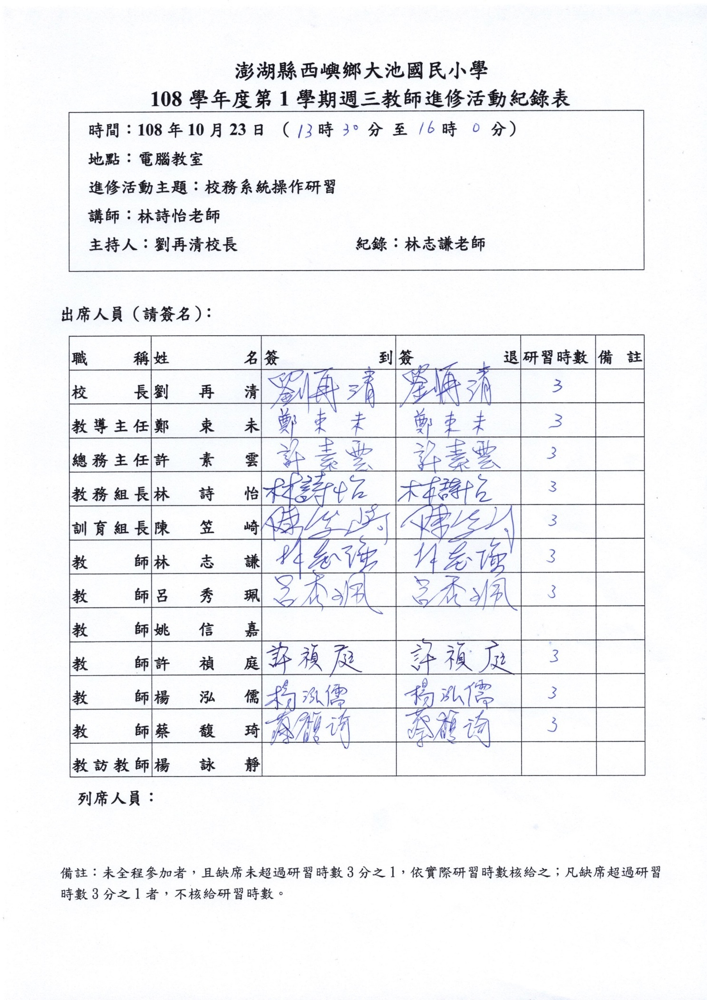 澎湖縣西嶼鄉大池國民小學
108 學年度第 1 學期週三教師進修活動紀錄表
時間：108 年 10 月 23 日 （13 時 30 分 至 16 時 0 分）
地點：電腦教室
進修活動主題：校務系統操作研習
講師：林詩怡老師
主持人：劉再清校長 紀錄：林志謙老師
出席人員（請簽名）：
職稱 姓名 簽到 簽退 研習時數 備註
校長 劉再清 劉再清 劉再清 3
教導主任 鄭束未 鄭束未 鄭束未 3
總務主任 許素雲 許素雲 許素雲 3
教務組長 林詩怡 林詩怡 林詩怡 3
訓育組長 陳笠崎 陳笠崎 陳笠崎 3
教師 林志謙 林志謙 林志謙 3
教師 呂秀珮 呂秀珮 呂秀珮 3
教師 姚信嘉
教師 許禎庭 許禎庭 許禎庭 3
教師 楊泓儒 楊泓儒 楊泓儒 3
教師 蔡馥琦 蔡馥琦 蔡馥琦 3
教訪教師 楊詠靜
列席人員：
備註：未全程參加者，且缺席未超過研習時數 3 分之 1，依實際研習時數核給之；凡缺席超過研習
時數 3 分之 1 者，不核給研習時數。